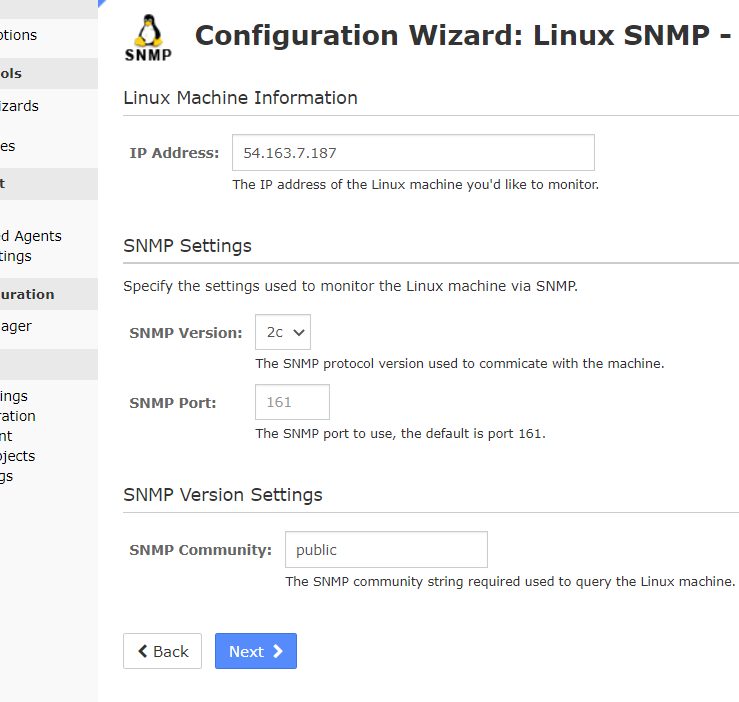 SNMP
Configuration Wizard: Linux SNMP -
Linux Machine Information
IP Address: 54.163.7.187
The IP address of the Linux machine you'd like to monitor.
SNMP Settings
Specify the settings used to monitor the Linux machine via SNMP.
SNMP Version: 2c
The SNMP protocol version used to commicate with the machine.
SNMP Port: 161
The SNMP port to use, the default is port 161.
SNMP Version Settings
SNMP Community: public
The SNMP community string required used to query the Linux machine.
Back Next
ptions
ols
izards
es
t
d Agents
tings
uration
ager
ings
ration
nt
bjects
gs